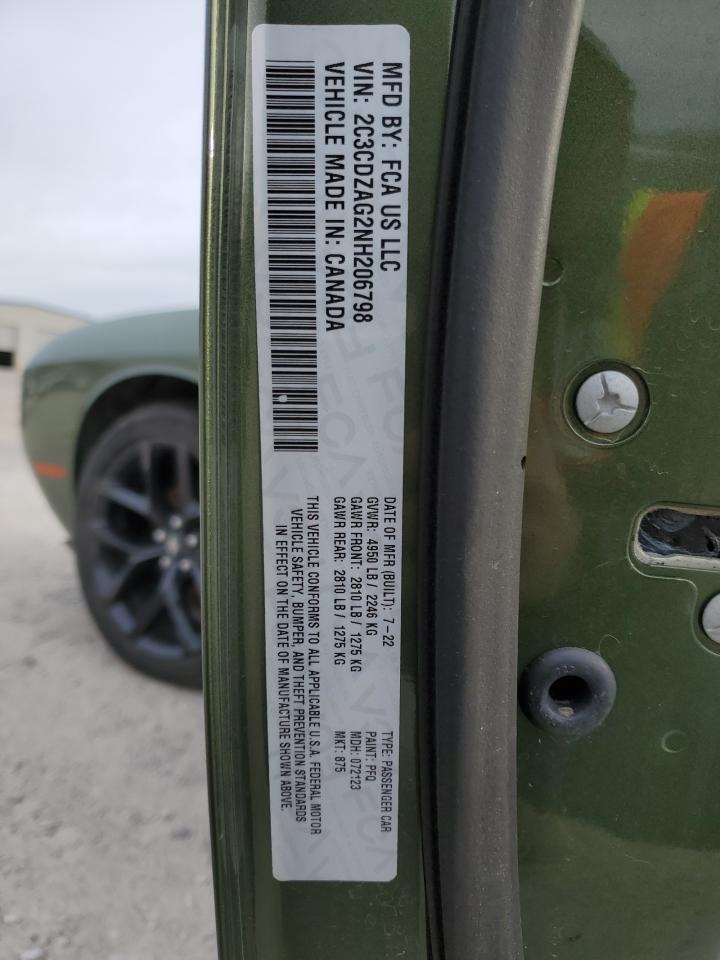 MFD BY: FCA US LLC
VIN: 2C3CDZAG2NH206798
VEHICLE MADE IN: CANADA
DATE OF MFR (BUILT): 7-22
GVWR: 4950 LB / 2246 KG
GAWR FRONT: 2810 LB / 1275 KG
GAWR REAR: 2810 LB / 1275 KG
TYPE: PASSENGER CAR
PAINT: PFQ
MDH: 072123
MKT: 875
THIS VEHICLE CONFORMS TO ALL APPLICABLE U.S.A. FEDERAL MOTOR
VEHICLE SAFETY, BUMPER, AND THEFT PREVENTION STANDARDS
IN EFFECT ON THE DATE OF MANUFACTURE SHOWN ABOVE.